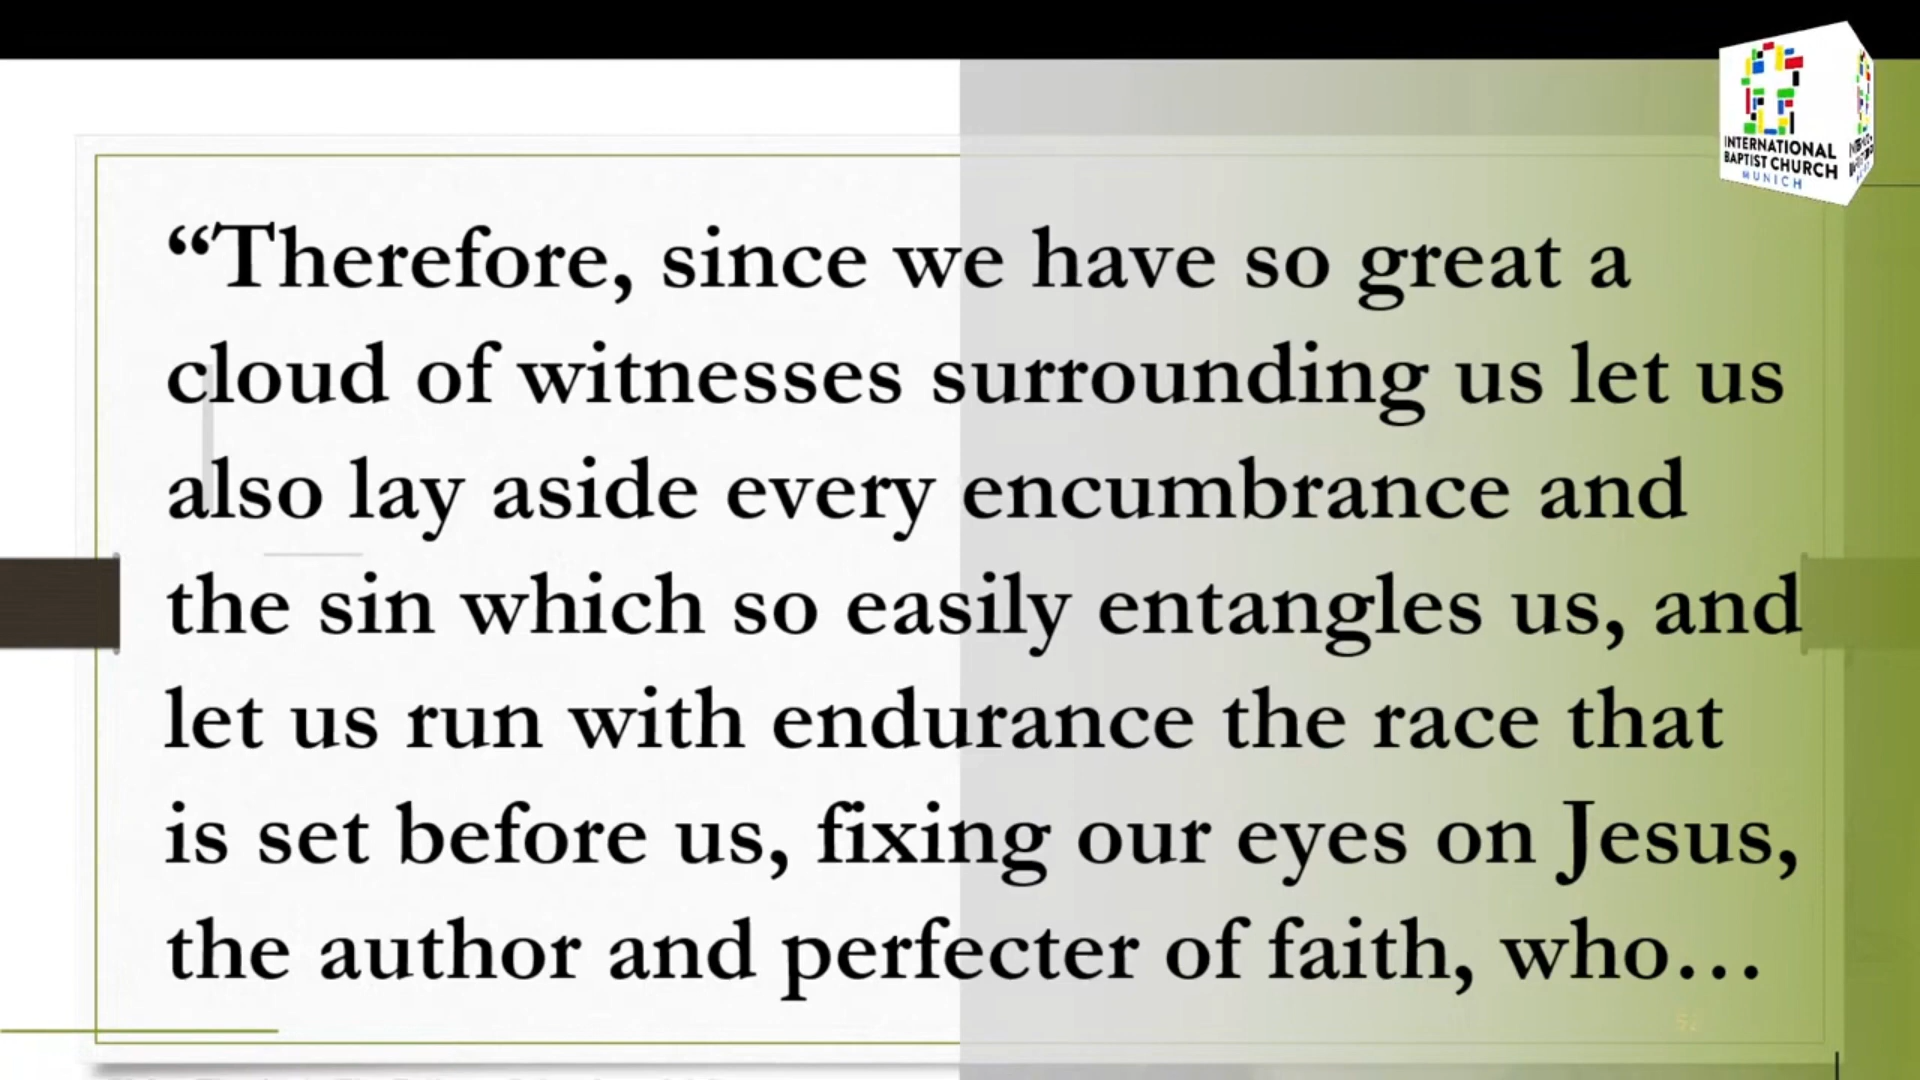 INTERNATIONAL
BAPTIST CHURCH
MUNICH
“Therefore, since we have so great a
cloud of witnesses surrounding us let us
also lay aside every encumbrance and
the sin which so easily entangles us, and
let us run with endurance the race that
is set before us, fixing our eyes on Jesus,
the author and perfecter of faith, who…